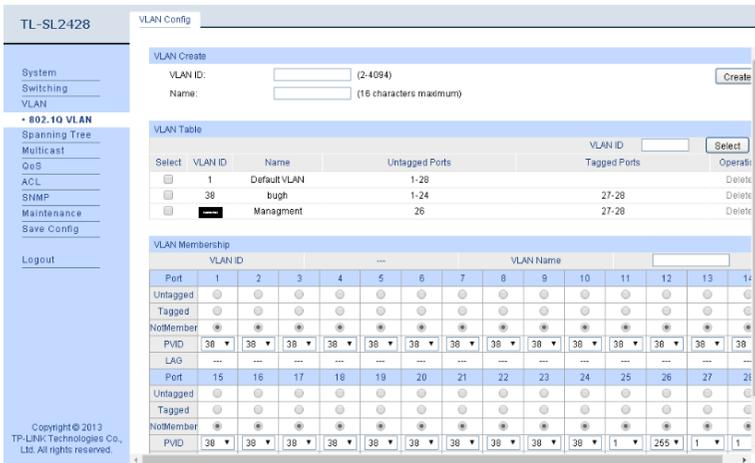 TL-SL2428
VLAN Config
System
Switching
VLAN
• 802.1Q VLAN
Spanning Tree
Multicast
QoS
ACL
SNMP
Maintenance
Save Config
Logout
Copyright © 2013
TP-LINK Technologies Co.,
Ltd. All rights reserved.
VLAN Create
VLAN ID: (2-4094)
Create
Name: (16 characters maximum)
VLAN Table
VLAN ID Select
Select VLAN ID Name Untagged Ports Tagged Ports Operatio
1 Default VLAN 1-28 Delete
38 bugh 1-24 27-28 Delete
Managment 26 27-28 Delete
VLAN Membership
VLAN ID --- VLAN Name
Port 1 2 3 4 5 6 7 8 9 10 11 12 13 14
Untagged
Tagged
NotMember
PVID 38 38 38 38 38 38 38 38 38 38 38 38 38 38
LAG --- --- --- --- --- --- --- --- --- --- --- --- --- ---
Port 15 16 17 18 19 20 21 22 23 24 25 26 27 28
Untagged
Tagged
NotMember
PVID 38 38 38 38 38 38 38 38 38 38 1 255 1 1